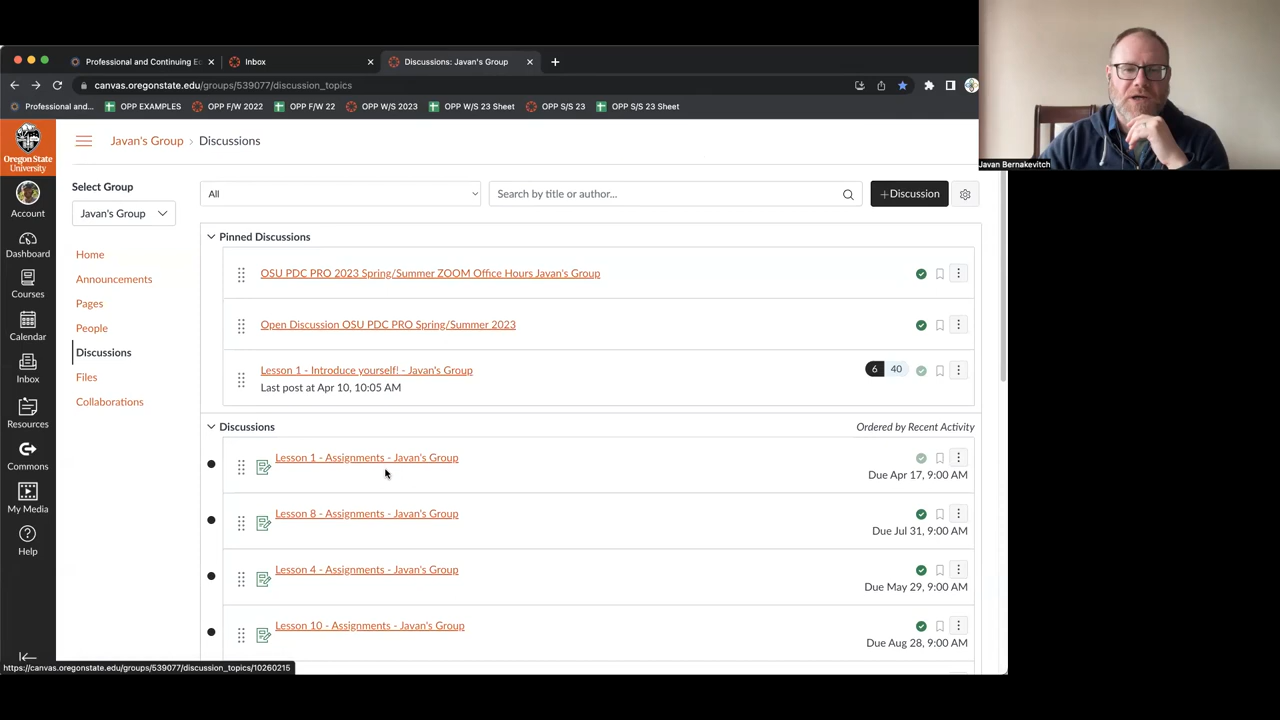 Professional and Continuing Ec
Inbox
Discussions: Javan's Group
canvas.oregonstate.edu/groups/539077/discussion_topics
Professional and...
OPP EXAMPLES
OPP F/W 2022
OPP F/W 22
OPP W/S 2023
OPP W/S 23 Sheet
OPP S/S 23
OPP S/S 23 Sheet
Javan Bernakevitch
Oregon State
University
Account
Dashboard
Courses
Calendar
Inbox
Resources
Commons
My Media
Help
Javan's Group › Discussions
Select Group
Javan's Group
Home
Announcements
Pages
People
Discussions
Files
Collaborations
All
Search by title or author...
+Discussion
Pinned Discussions
OSU PDC PRO 2023 Spring/Summer ZOOM Office Hours Javan's Group
Open Discussion OSU PDC PRO Spring/Summer 2023
Lesson 1 - Introduce yourself! - Javan's Group
6 40
Last post at Apr 10, 10:05 AM
Discussions
Ordered by Recent Activity
Lesson 1 - Assignments - Javan's Group
Due Apr 17, 9:00 AM
Lesson 8 - Assignments - Javan's Group
Due Jul 31, 9:00 AM
Lesson 4 - Assignments - Javan's Group
Due May 29, 9:00 AM
Lesson 10 - Assignments - Javan's Group
Due Aug 28, 9:00 AM
https://canvas.oregonstate.edu/groups/539077/discussion_topics/10260215